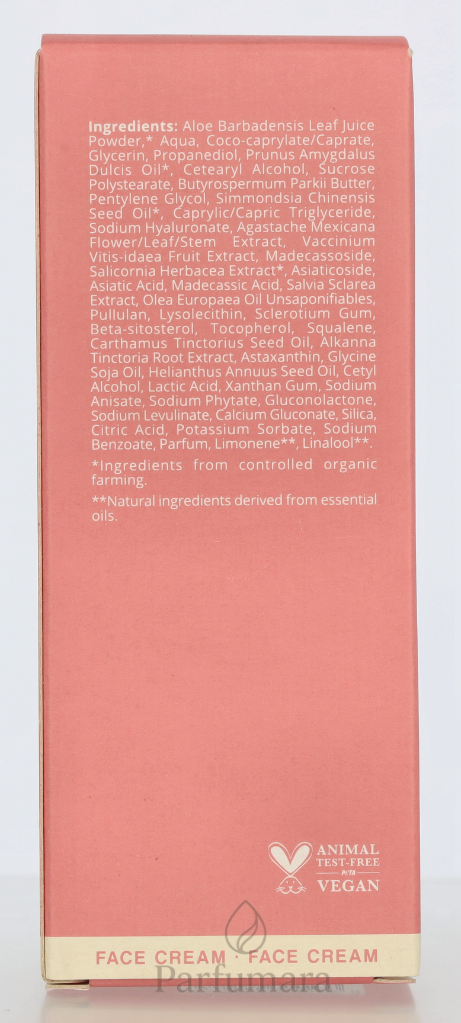 Ingredients: Aloe Barbadensis Leaf Juice
Powder,* Aqua, Coco-caprylate/Caprate,
Glycerin, Propanediol, Prunus Amygdalus
Dulcis Oil*, Cetearyl Alcohol, Sucrose
Polystearate, Butyrospermum Parkii Butter,
Pentylene Glycol, Simmondsia Chinensis
Seed Oil*, Caprylic/Capric Triglyceride,
Sodium Hyaluronate, Agastache Mexicana
Flower/Leaf/Stem Extract, Vaccinium
Vitis-idaea Fruit Extract, Madecassoside,
Salicornia Herbacea Extract*, Asiaticoside,
Asiatic Acid, Madecassic Acid, Salvia Sclarea
Extract, Olea Europaea Oil Unsaponifiables,
Pullulan, Lysolecithin, Sclerotium Gum,
Beta-sitosterol, Tocopherol, Squalene,
Carthamus Tinctorius Seed Oil, Alkanna
Tinctoria Root Extract, Astaxanthin, Glycine
Soja Oil, Helianthus Annuus Seed Oil, Cetyl
Alcohol, Lactic Acid, Xanthan Gum, Sodium
Anisate, Sodium Phytate, Gluconolactone,
Sodium Levulinate, Calcium Gluconate, Silica,
Citric Acid, Potassium Sorbate, Sodium
Benzoate, Parfum, Limonene**, Linalool**.
*Ingredients from controlled organic
farming.
**Natural ingredients derived from essential
oils.
ANIMAL
TEST-FREE
PETA
VEGAN
FACE CREAM · FACE CREAM
Parfumara